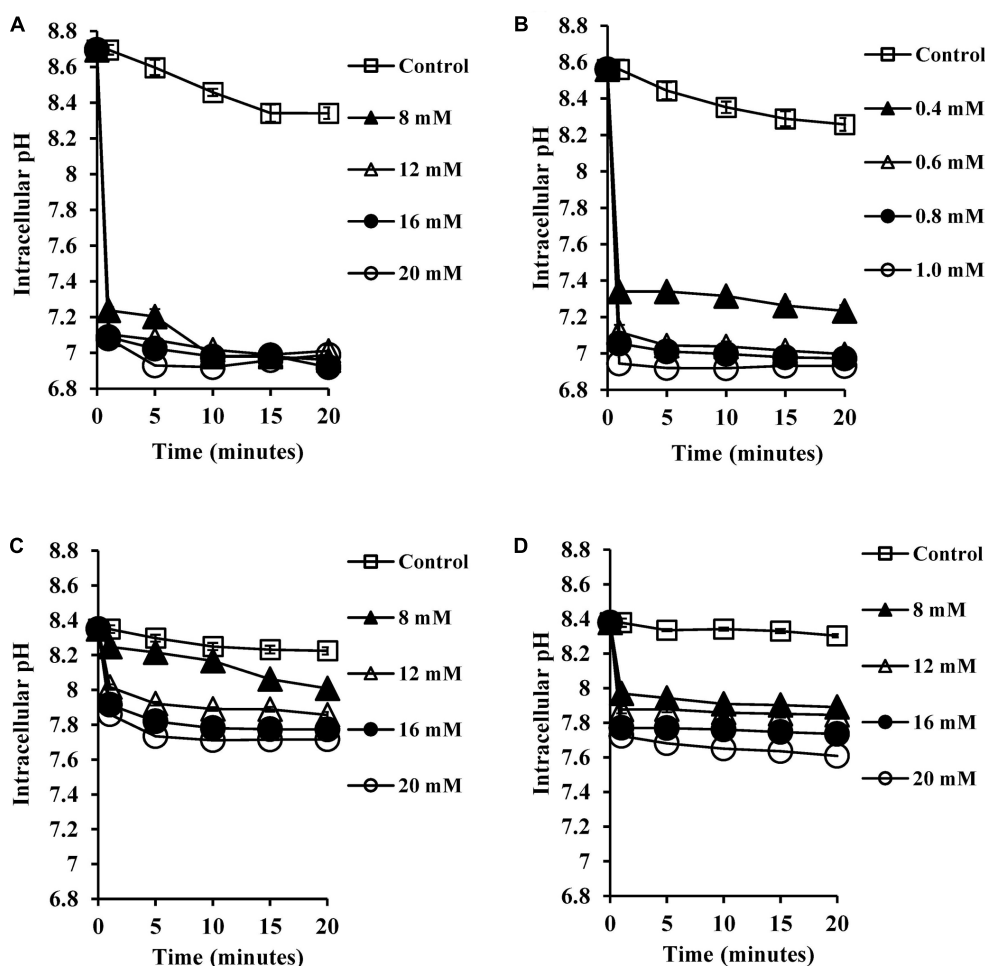 A
Intracellular pH
8.8
8.6
8.4
8.2
8
7.8
7.6
7.4
7.2
7
6.8
0 5 10 15 20
Time (minutes)
Control
8 mM
12 mM
16 mM
20 mM
B
Intracellular pH
8.8
8.6
8.4
8.2
8
7.8
7.6
7.4
7.2
7
6.8
0 5 10 15 20
Time (minutes)
Control
0.4 mM
0.6 mM
0.8 mM
1.0 mM
C
Intracellular pH
8.8
8.6
8.4
8.2
8
7.8
7.6
7.4
7.2
7
6.8
0 5 10 15 20
Time (minutes)
Control
8 mM
12 mM
16 mM
20 mM
D
Intracellular pH
8.8
8.6
8.4
8.2
8
7.8
7.6
7.4
7.2
7
6.8
0 5 10 15 20
Time (minutes)
Control
8 mM
12 mM
16 mM
20 mM